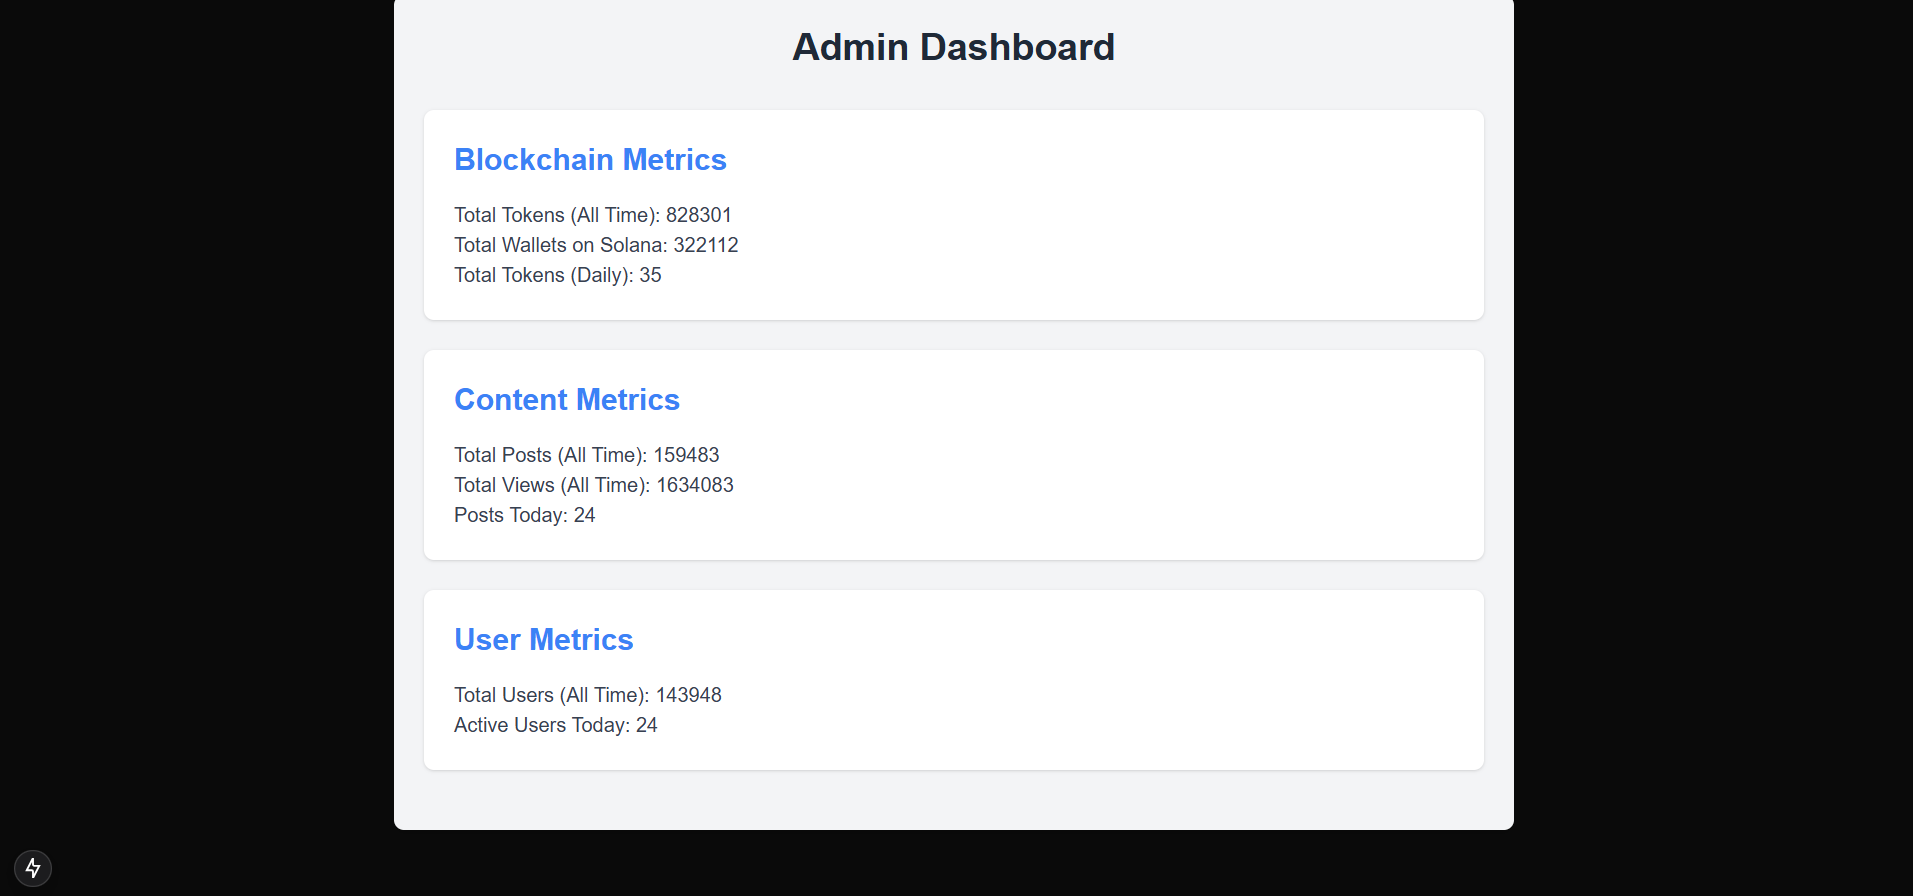 Admin Dashboard
Blockchain Metrics
Total Tokens (All Time): 828301
Total Wallets on Solana: 322112
Total Tokens (Daily): 35
Content Metrics
Total Posts (All Time): 159483
Total Views (All Time): 1634083
Posts Today: 24
User Metrics
Total Users (All Time): 143948
Active Users Today: 24